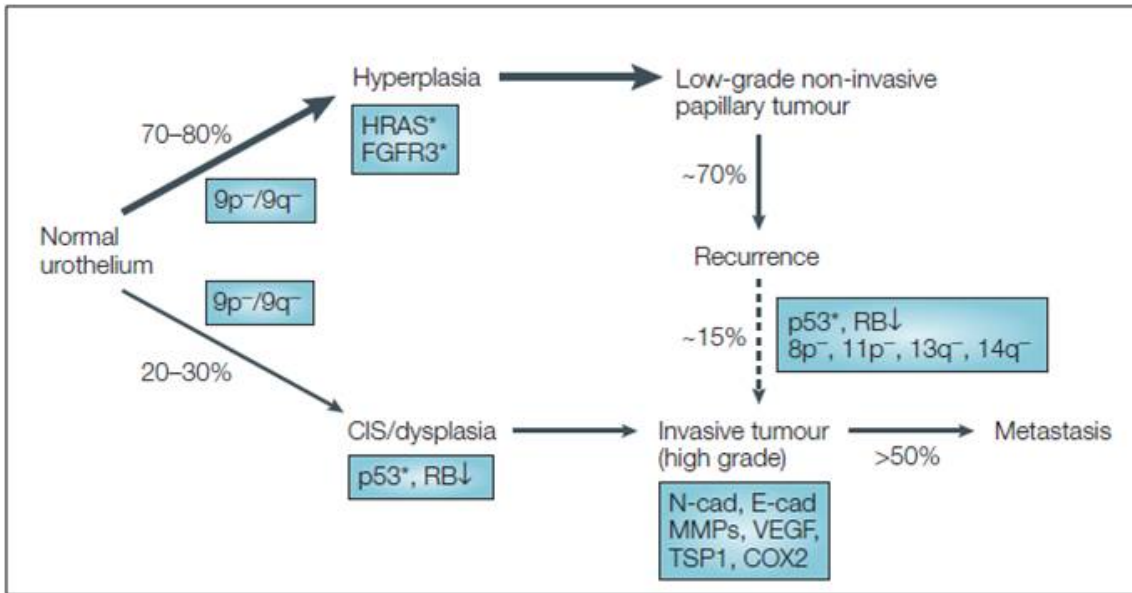 Hyperplasia
Low-grade non-invasive
papillary tumour
HRAS*
FGFR3*
70–80%
9p⁻/9q⁻
~70%
Normal
urothelium
Recurrence
9p⁻/9q⁻
p53*, RB↓
8p⁻, 11p⁻, 13q⁻, 14q⁻
~15%
20–30%
CIS/dysplasia
p53*, RB↓
Invasive tumour
(high grade)
>50%
Metastasis
N-cad, E-cad
MMPs, VEGF,
TSP1, COX2